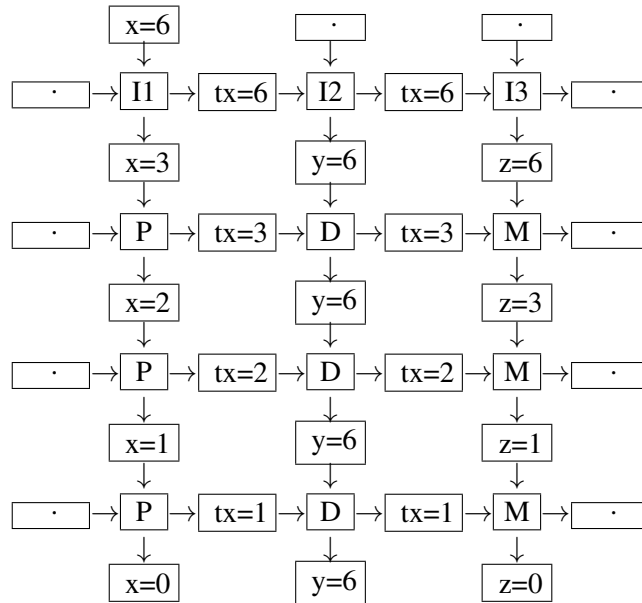 x=6 · ·
· I1 tx=6 I2 tx=6 I3 ·
x=3 y=6 z=6
· P tx=3 D tx=3 M ·
x=2 y=6 z=3
· P tx=2 D tx=2 M ·
x=1 y=6 z=1
· P tx=1 D tx=1 M ·
x=0 y=6 z=0